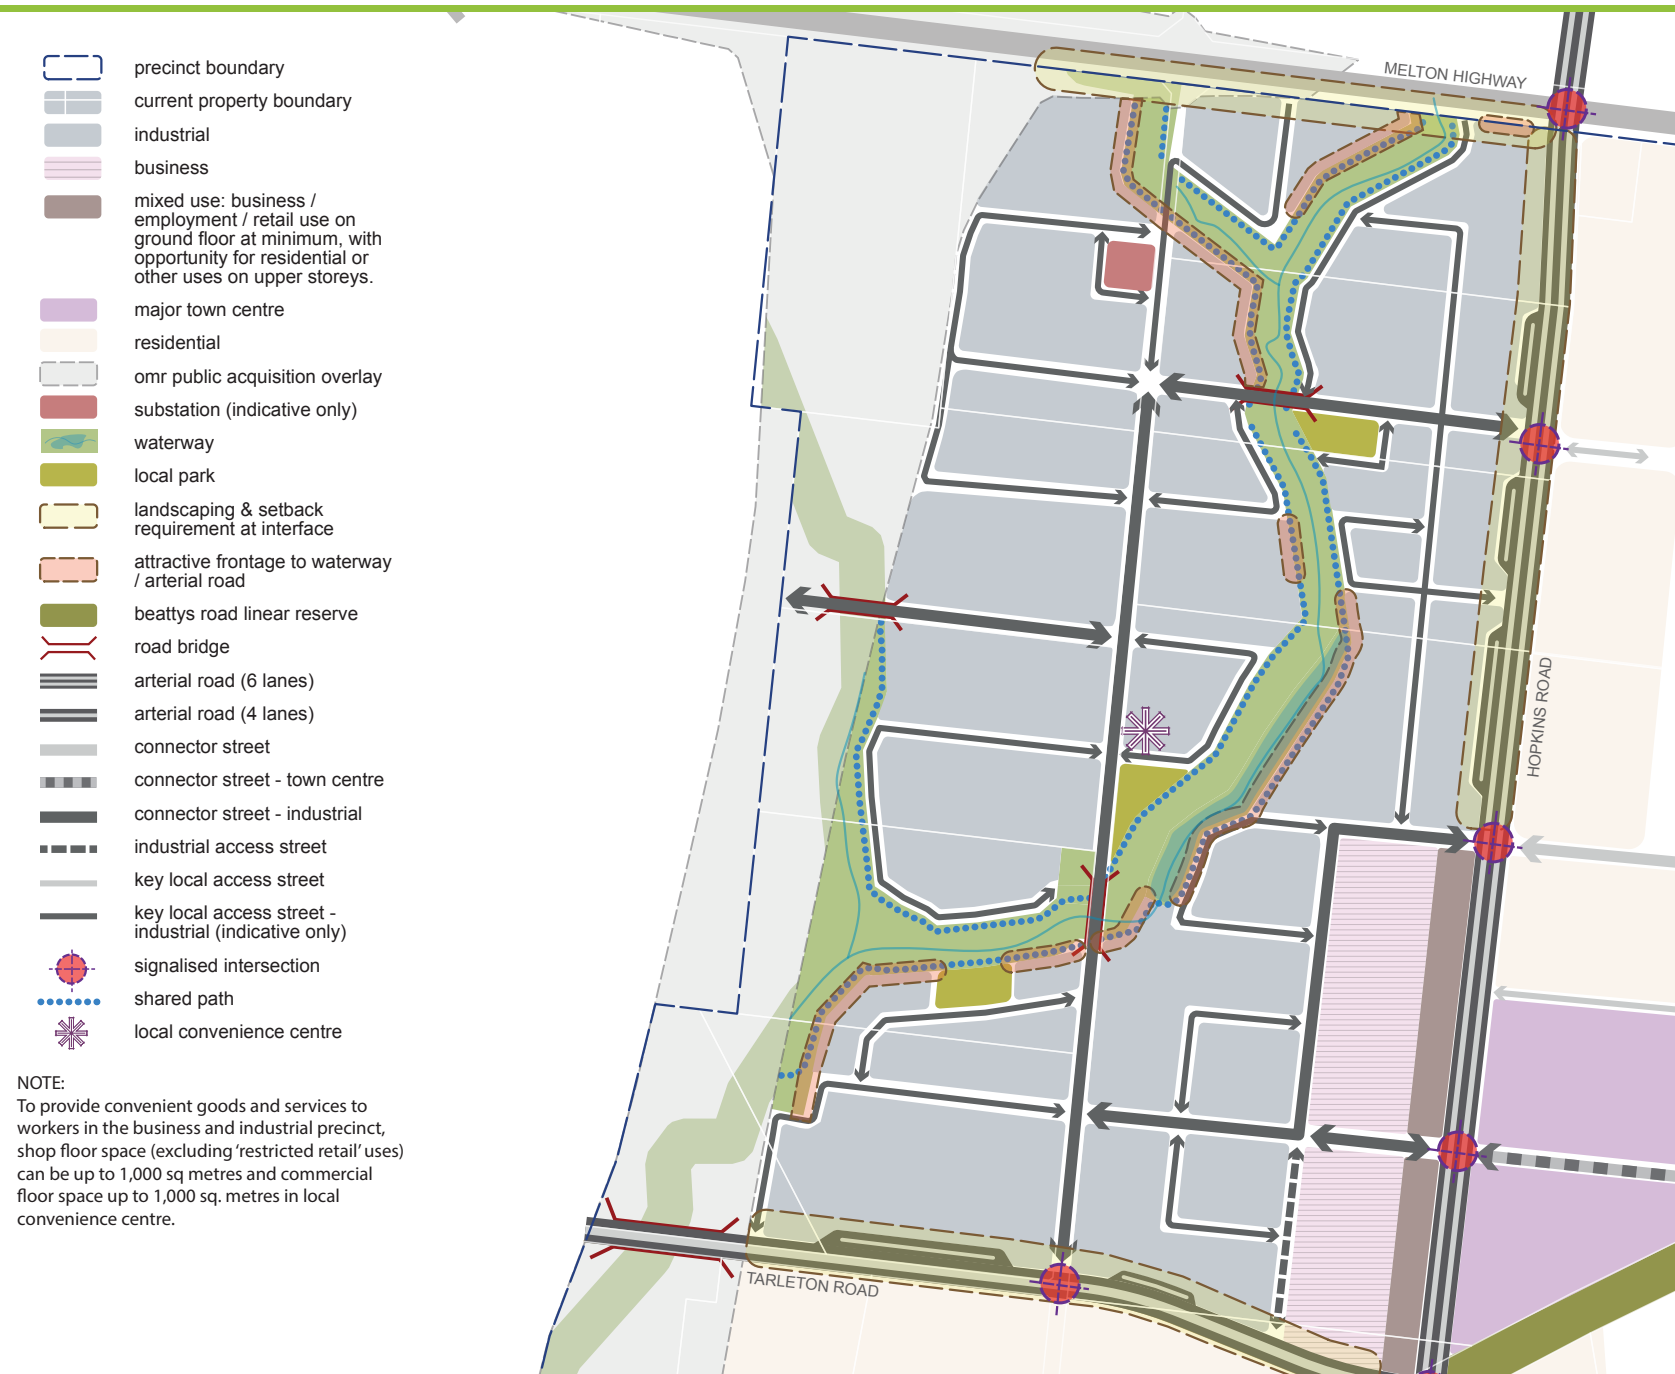 precinct boundary
current property boundary
industrial
business
mixed use: business /
employment / retail use on
ground floor at minimum, with
opportunity for residential or
other uses on upper storeys.
major town centre
residential
omr public acquisition overlay
substation (indicative only)
waterway
local park
landscaping & setback
requirement at interface
attractive frontage to waterway
/ arterial road
beattys road linear reserve
road bridge
arterial road (6 lanes)
arterial road (4 lanes)
connector street
connector street - town centre
connector street - industrial
industrial access street
key local access street
key local access street -
industrial (indicative only)
signalised intersection
shared path
local convenience centre
NOTE:
To provide convenient goods and services to
workers in the business and industrial precinct,
shop floor space (excluding ‘restricted retail’ uses)
can be up to 1,000 sq metres and commercial
floor space up to 1,000 sq. metres in local
convenience centre.
MELTON HIGHWAY
HOPKINS ROAD
TARLETON ROAD